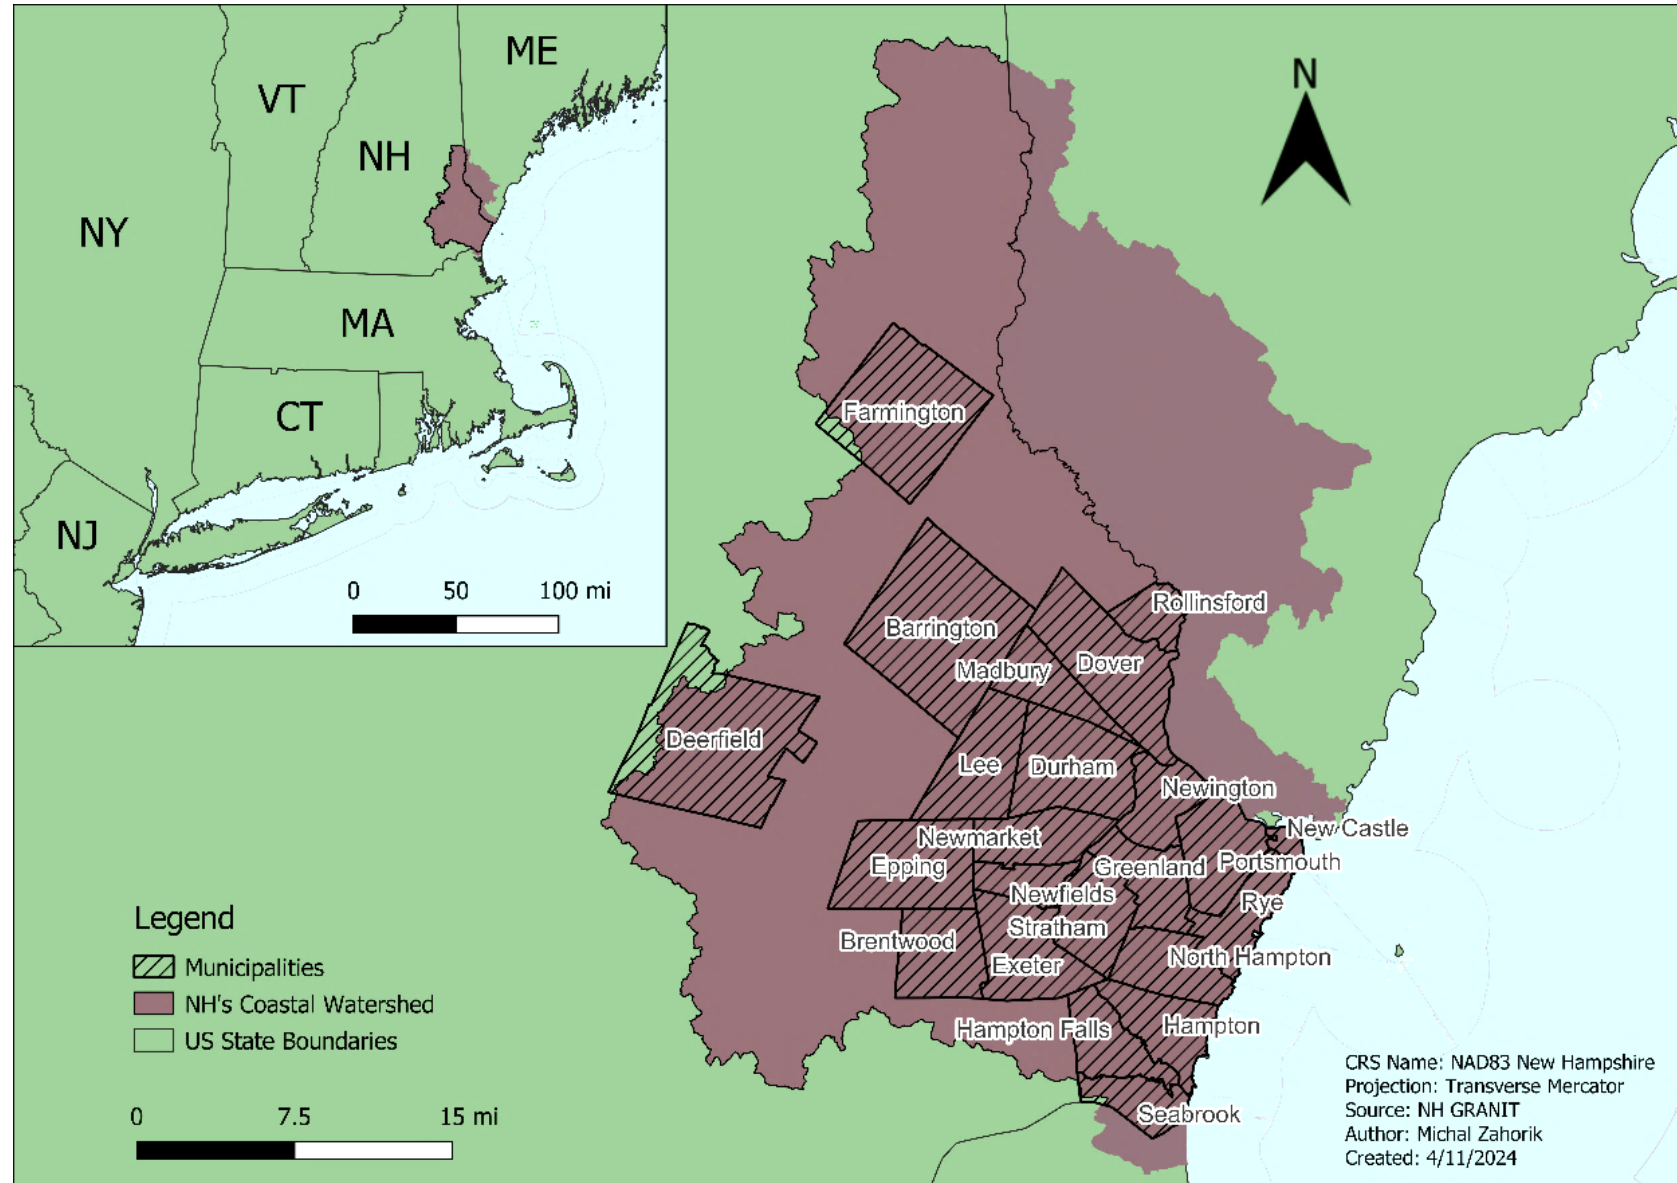 ME
VT
NH
NY
MA
CT
NJ
0 50 100 mi
N
Farmington
Rollinsford
Barrington
Madbury
Dover
Deerfield
Lee
Durham
Newington
New Castle
Newmarket
Epping
Greenland
Portsmouth
Newfields
Rye
Stratham
Brentwood
Exeter
North Hampton
Hampton Falls
Hampton
Seabrook
Legend
Municipalities
NH's Coastal Watershed
US State Boundaries
0 7.5 15 mi
CRS Name: NAD83 New Hampshire
Projection: Transverse Mercator
Source: NH GRANIT
Author: Michal Zahorik
Created: 4/11/2024